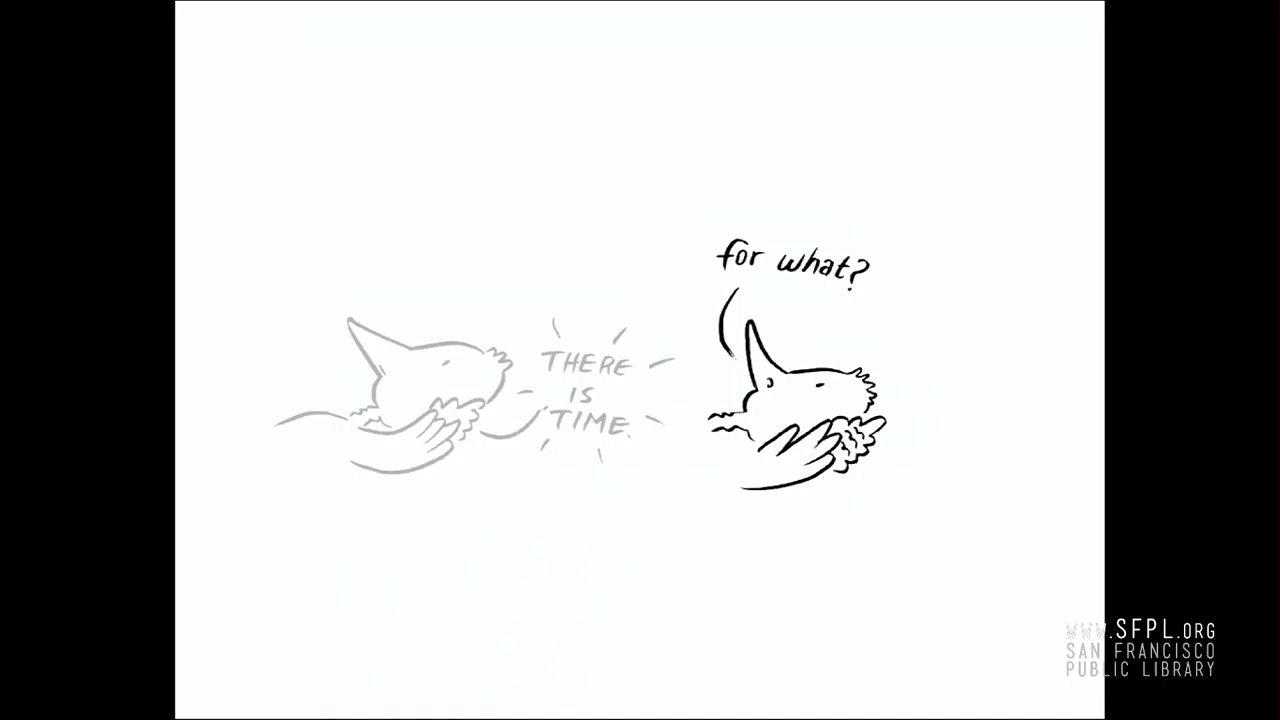 for what?
THERE
IS
TIME.
WWW.SFPL.ORG
SAN FRANCISCO
PUBLIC LIBRARY